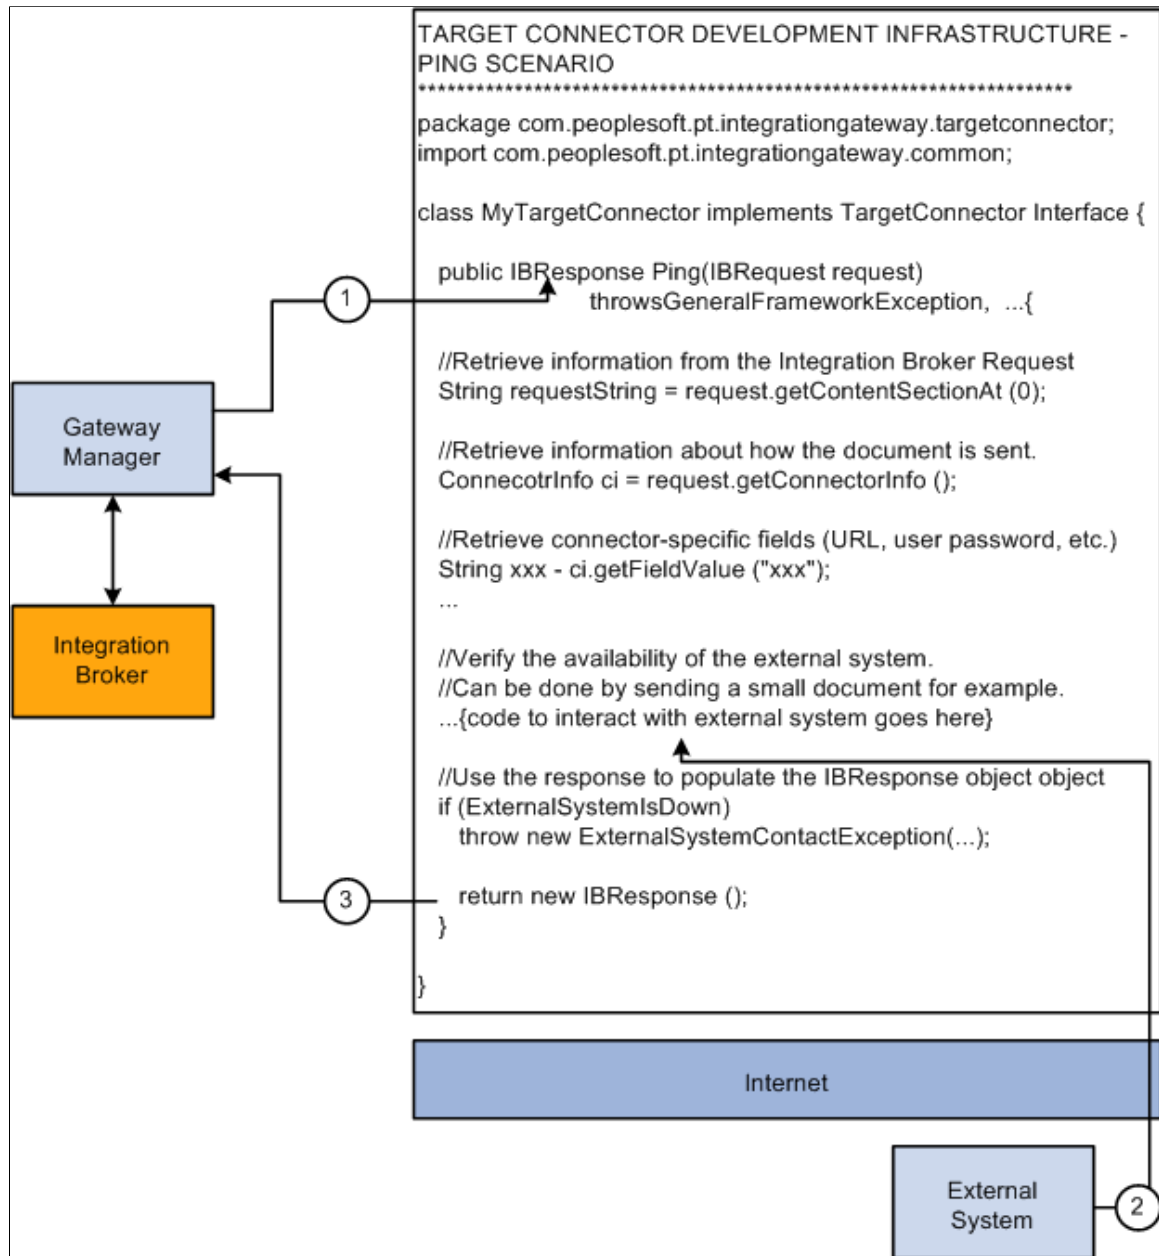 TARGET CONNECTOR DEVELOPMENT INFRASTRUCTURE -
PING SCENARIO
********************************************************************
package com.peoplesoft.pt.integrationgateway.targetconnector;
import com.peoplesoft.pt.integrationgateway.common;
class MyTargetConnector implements TargetConnector Interface {
public IBResponse Ping(IBRequest request)
throwsGeneralFrameworkException, ...{
1
//Retrieve information from the Integration Broker Request
String requestString = request.getContentSectionAt (0);
Gateway
Manager
//Retrieve information about how the document is sent.
ConnecotrInfo ci = request.getConnectorInfo ();
//Retrieve connector-specific fields (URL, user password, etc.)
String xxx - ci.getFieldValue ("xxx");
...
Integration
Broker
//Verify the availability of the external system.
//Can be done by sending a small document for example.
...{code to interact with external system goes here}
//Use the response to populate the IBResponse object object
if (ExternalSystemIsDown)
throw new ExternalSystemContactException(...);
3
return new IBResponse ();
}
}
Internet
External
System
2